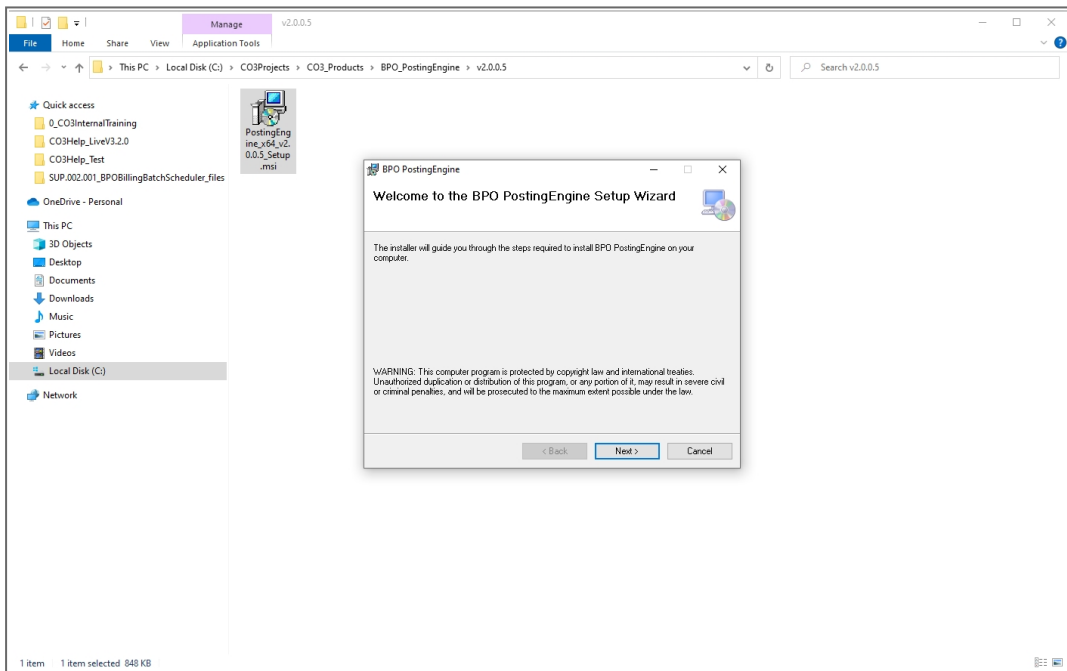 Manage
v2.0.0.5
File
Home
Share
View
Application Tools
This PC > Local Disk (C:) > CO3Projects > CO3_Products > BPO_PostingEngine > v2.0.0.5
Search v2.0.0.5
Quick access
0_CO3InternalTraining
CO3Help_LiveV3.2.0
CO3Help_Test
SUP.002.001_BPOBillingBatchScheduler_files
OneDrive - Personal
This PC
3D Objects
Desktop
Documents
Downloads
Music
Pictures
Videos
Local Disk (C:)
Network
PostingEng
ine_x64_v2.
0.0.5_Setup
.msi
BPO PostingEngine
Welcome to the BPO PostingEngine Setup Wizard
The installer will guide you through the steps required to install BPO PostingEngine on your
computer.
WARNING: This computer program is protected by copyright law and international treaties.
Unauthorized duplication or distribution of this program, or any portion of it, may result in severe civil
or criminal penalties, and will be prosecuted to the maximum extent possible under the law.
< Back
Next >
Cancel
1 item
1 item selected 848 KB